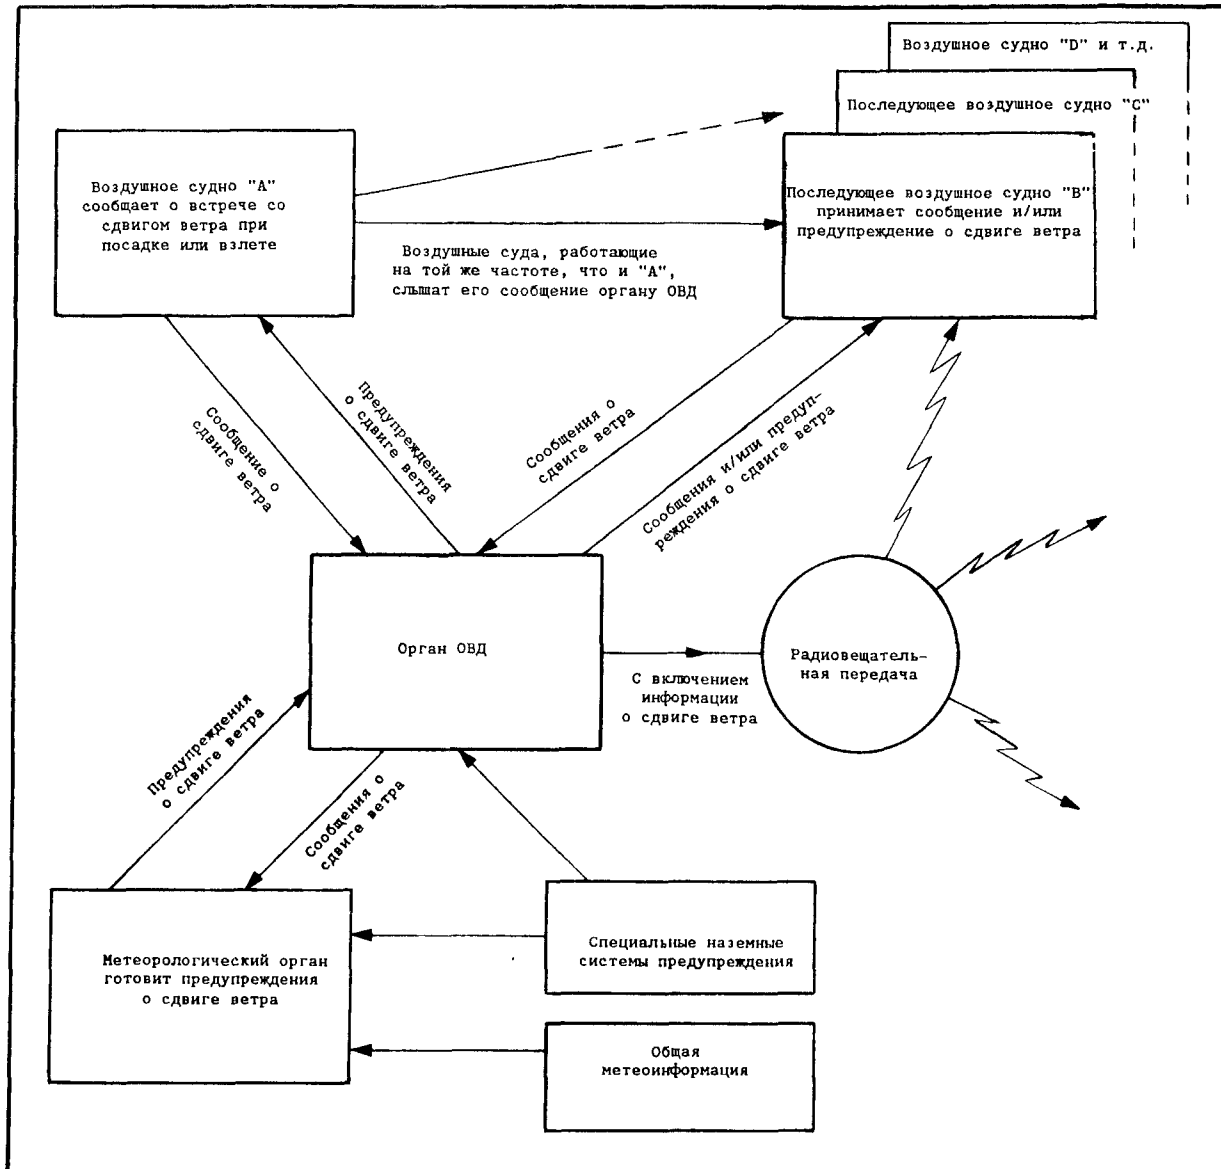 Воздушное судно "D" и т.д.
Последующее воздушное судно "C"
Воздушное судно "A"
сообщает о встрече со
сдвигом ветра при
посадке или взлете
Последующее воздушное судно "B"
принимает сообщение и/или
предупреждение о сдвиге ветра
Воздушные суда, работающие
на той же частоте, что и "A",
слышат его сообщение органу ОВД
Сообщение о
сдвиге ветра
Предупреждения
о сдвиге ветра
Сообщения о
сдвиге ветра
Сообщения и/или предуп-
реждения о сдвиге ветра
Орган ОВД
Радиовещатель-
ная передача
С включением
информации
о сдвиге ветра
Предупреждения
о сдвиге ветра
Сообщения о
сдвиге ветра
Метеорологический орган
готовит предупреждения
о сдвиге ветра
Специальные наземные
системы предупреждения
Общая
метеоинформация